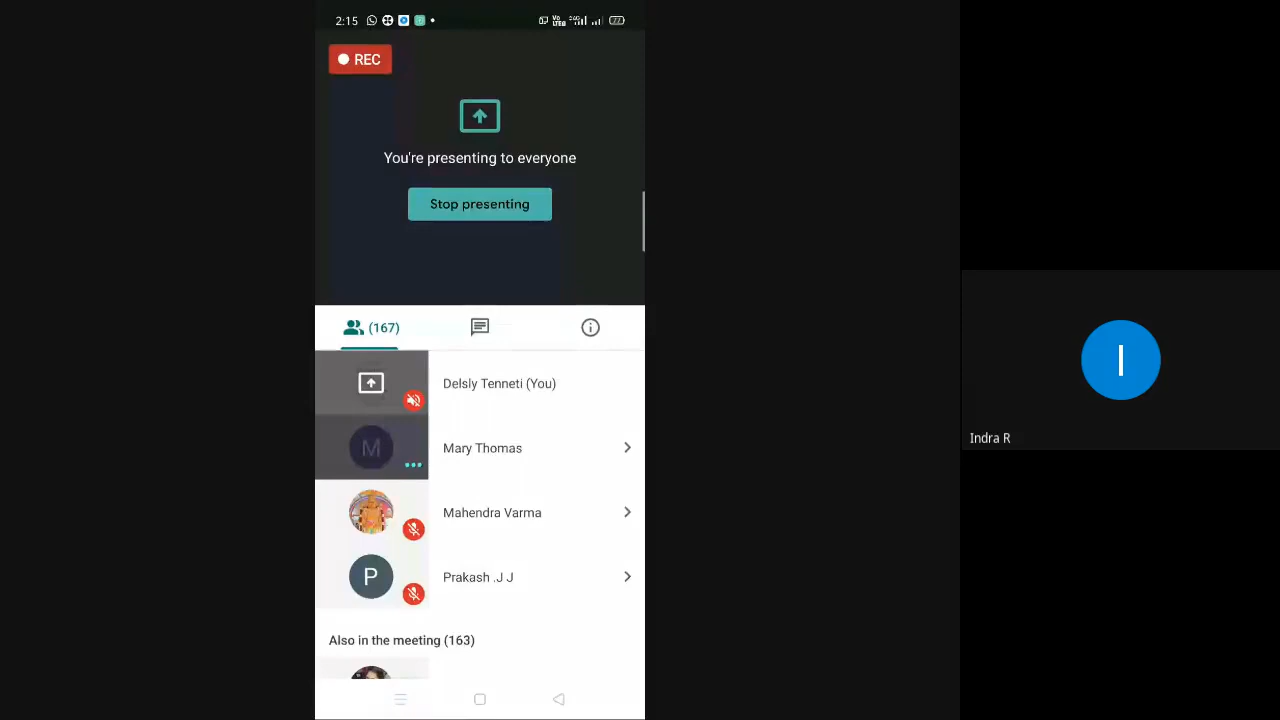 2:15
REC
You're presenting to everyone
Stop presenting
(167)
Delsly Tenneti (You)
M
Mary Thomas
Mahendra Varma
P
Prakash .J J
Also in the meeting (163)
I
Indra R